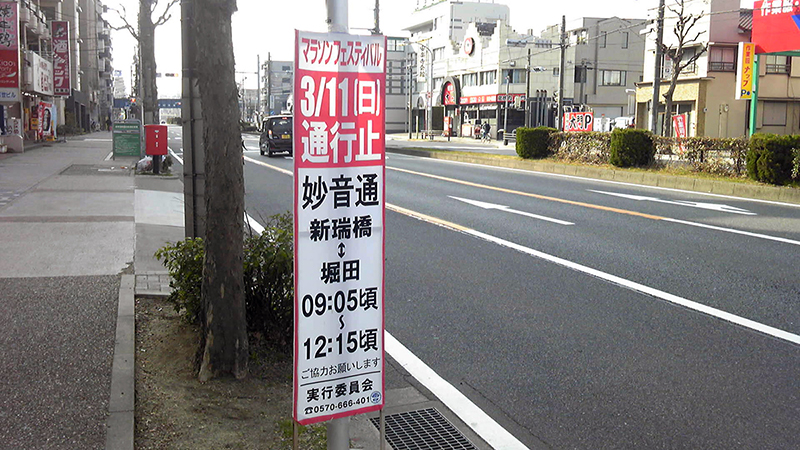 マラソンフェスティバル
3/11(日)
通行止
妙音通
新瑞橋
↕
堀田
09:05頃
～
12:15頃
ご協力お願いします
実行委員会
☎0570-666-401